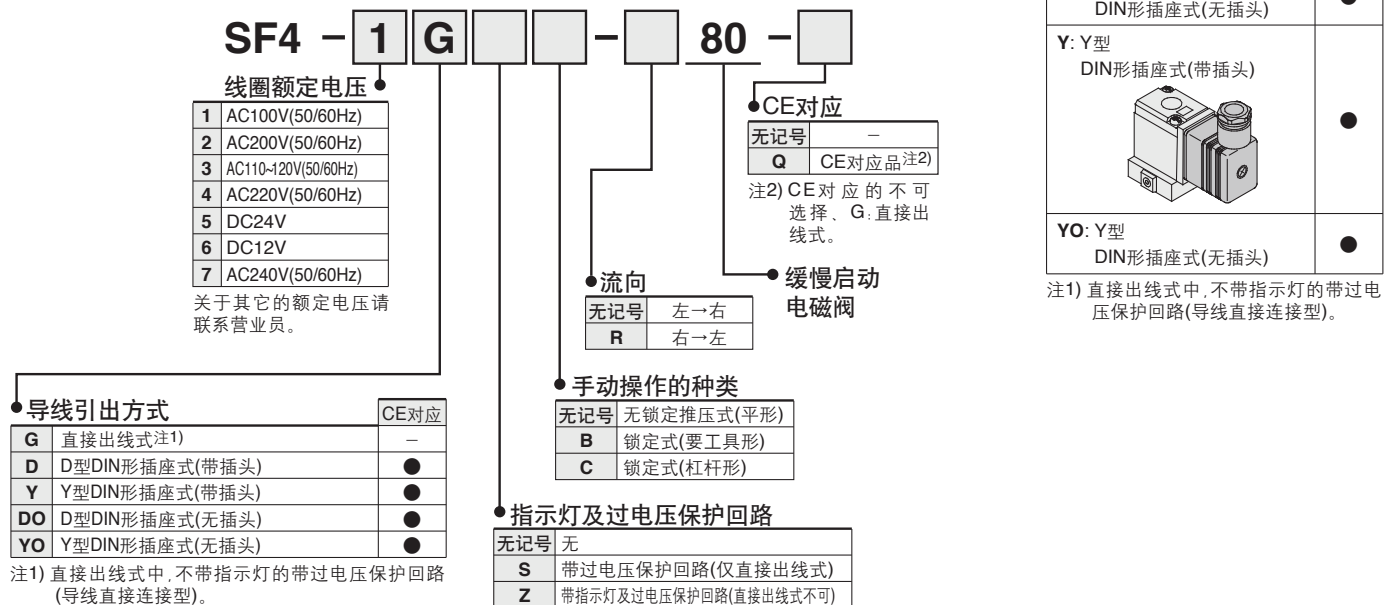 SF4 － 1 G － 80 －
线圈额定电压
1 AC100V(50/60Hz)
2 AC200V(50/60Hz)
3 AC110~120V(50/60Hz)
4 AC220V(50/60Hz)
5 DC24V
6 DC12V
7 AC240V(50/60Hz)
关于其它的额定电压请
联系营业员。
CE对应
无记号 －
Q CE对应品注2)
注2) CE对应的不可
选择、G:直接出
线式。
缓慢启动
电磁阀
流向
无记号 左→右
R 右→左
手动操作的种类
无记号 无锁定推压式(平形)
B 锁定式(要工具形)
C 锁定式(杠杆形)
导线引出方式 CE对应
G 直接出线式注1) －
D D型DIN形插座式(带插头) ●
Y Y型DIN形插座式(带插头) ●
DO D型DIN形插座式(无插头) ●
YO Y型DIN形插座式(无插头) ●
注1) 直接出线式中,不带指示灯的带过电压保护回路
(导线直接连接型)。
指示灯及过电压保护回路
无记号 无
S 带过电压保护回路(仅直接出线式)
Z 带指示灯及过电压保护回路(直接出线式不可)
DIN形插座式(无插头) ●
Y: Y型
DIN形插座式(带插头) ●
YO: Y型
DIN形插座式(无插头) ●
注1) 直接出线式中,不带指示灯的带过电
压保护回路(导线直接连接型)。